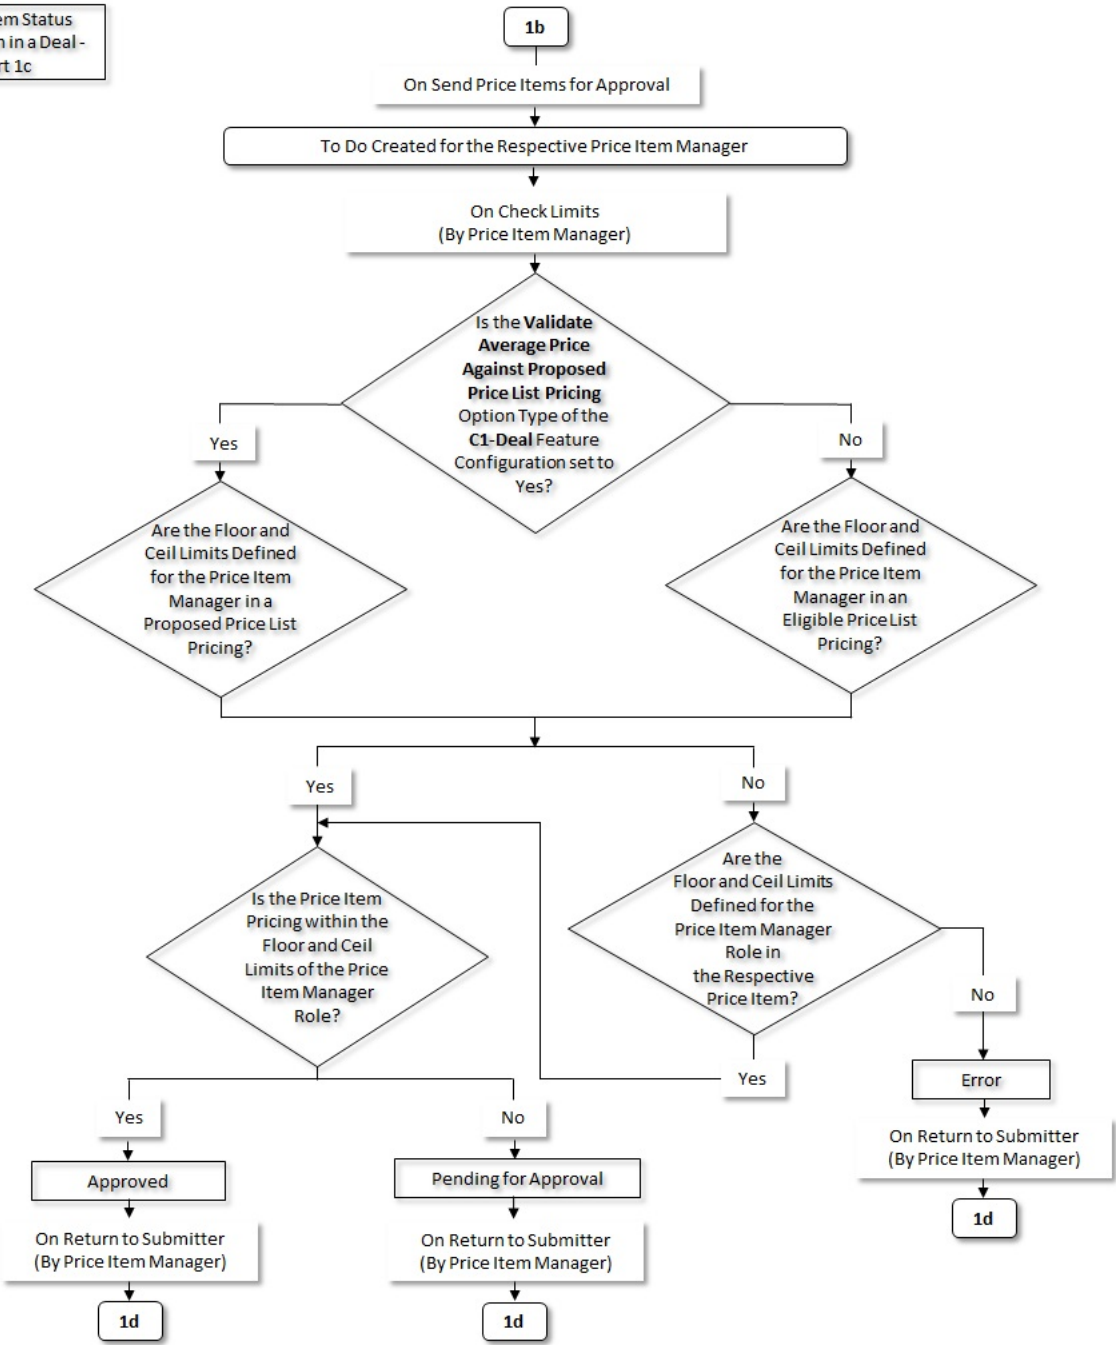 Status
in a Deal -
1c
1b
On Send Price Items for Approval
To Do Created for the Respective Price Item Manager
On Check Limits
(By Price Item Manager)
Is the Validate
Average Price
Against Proposed
Price List Pricing
Option Type of the
C1-Deal Feature
Configuration set to
Yes?
Yes
No
Are the Floor and
Ceil Limits Defined
for the Price Item
Manager in a
Proposed Price List
Pricing?
Are the Floor and
Ceil Limits Defined
for the Price Item
Manager in an
Eligible Price List
Pricing?
Yes
No
Is the Price Item
Pricing within the
Floor and Ceil
Limits of the Price
Item Manager
Role?
Are the
Floor and Ceil Limits
Defined for the
Price Item Manager
Role in
the Respective
Price Item?
No
Yes
Error
On Return to Submitter
(By Price Item Manager)
1d
Yes
No
Approved
Pending for Approval
On Return to Submitter
(By Price Item Manager)
On Return to Submitter
(By Price Item Manager)
1d
1d